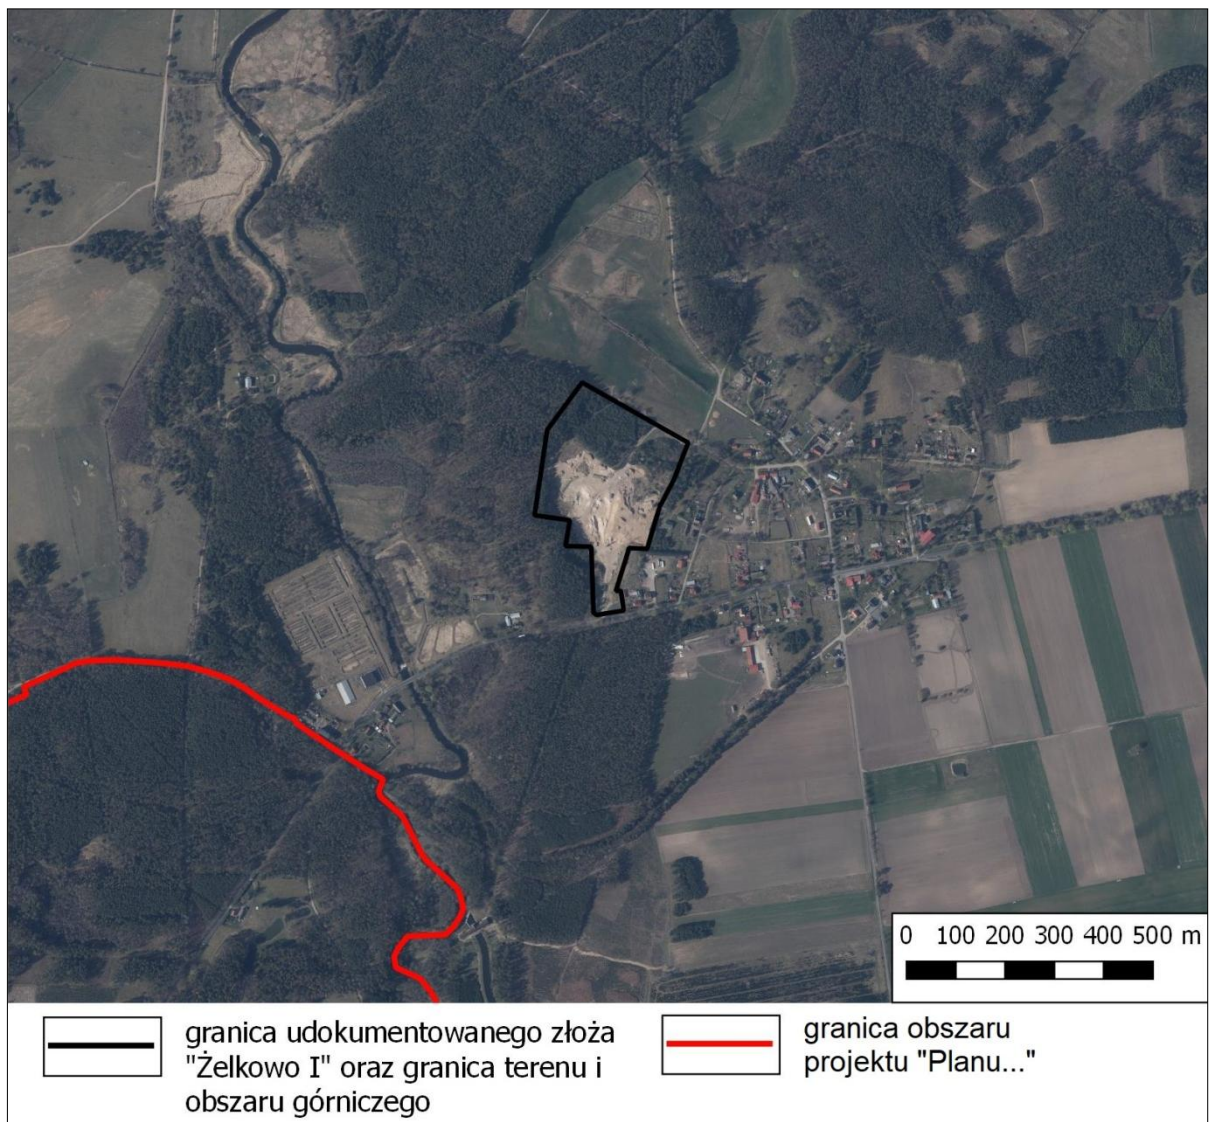 0 100 200 300 400 500 m
granica udokumentowanego złoża
"Żelkowo I" oraz granica terenu i
obszaru górniczego
granica obszaru
projektu "Planu..."